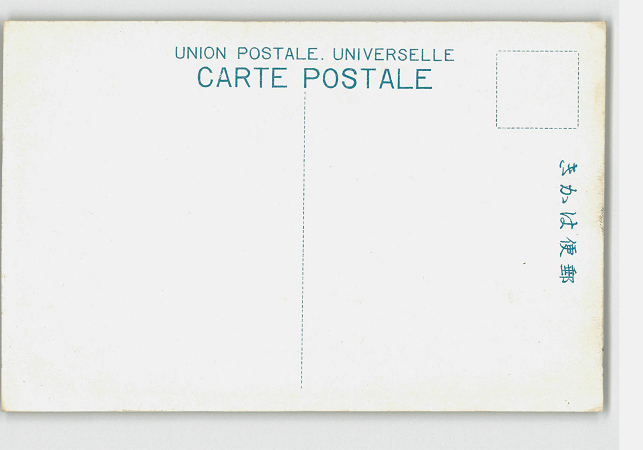 UNION POSTALE. UNIVERSELLE
CARTE POSTALE
郵便はかき